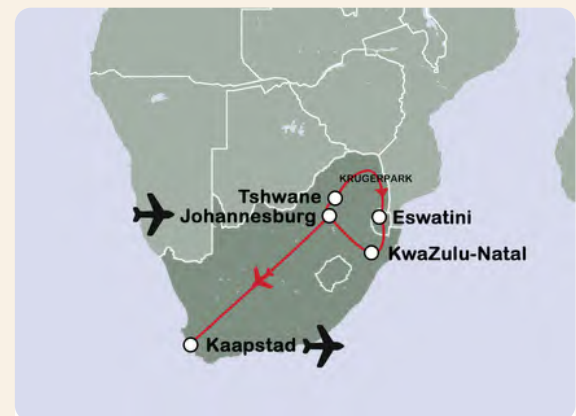 KRUGERPARK
Tshwane
Johannesburg
Eswatini
KwaZulu-Natal
Kaapstad